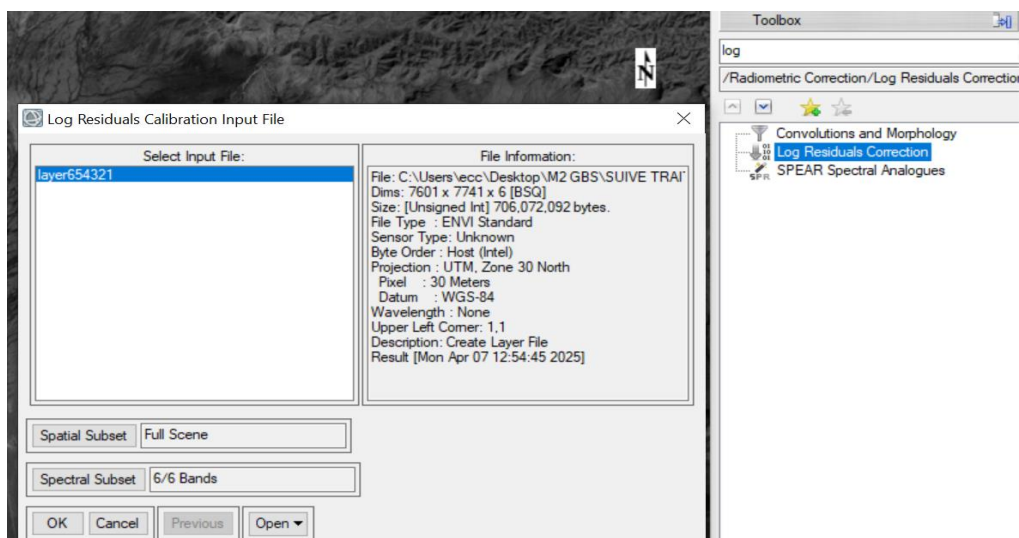 Toolbox
log
/Radiometric Correction/Log Residuals Correction
Convolutions and Morphology
Log Residuals Correction
SPEAR Spectral Analogues
N
Log Residuals Calibration Input File
Select Input File:
layer654321
File Information:
File: C:\Users\ecc\Desktop\M2 GBS\SUIVE TRAI
Dims: 7601 x 7741 x 6 [BSQ]
Size: [Unsigned Int] 706,072,092 bytes.
File Type : ENVI Standard
Sensor Type: Unknown
Byte Order : Host (Intel)
Projection : UTM, Zone 30 North
Pixel : 30 Meters
Datum : WGS-84
Wavelength : None
Upper Left Corner: 1,1
Description: Create Layer File
Result [Mon Apr 07 12:54:45 2025]
Spatial Subset Full Scene
Spectral Subset 6/6 Bands
OK Cancel Previous Open